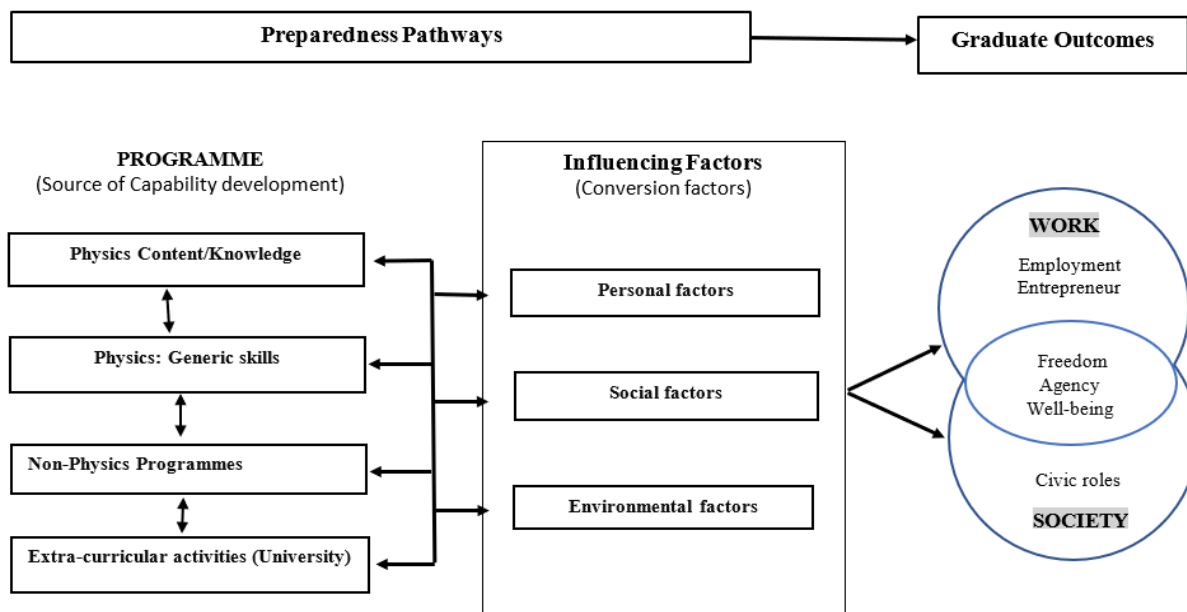 Preparedness Pathways
Graduate Outcomes
PROGRAMME
(Source of Capability development)
Physics Content/Knowledge
Physics: Generic skills
Non-Physics Programmes
Extra-curricular activities (University)
Influencing Factors
(Conversion factors)
Personal factors
Social factors
Environmental factors
WORK
Employment
Entrepreneur
Freedom
Agency
Well-being
Civic roles
SOCIETY